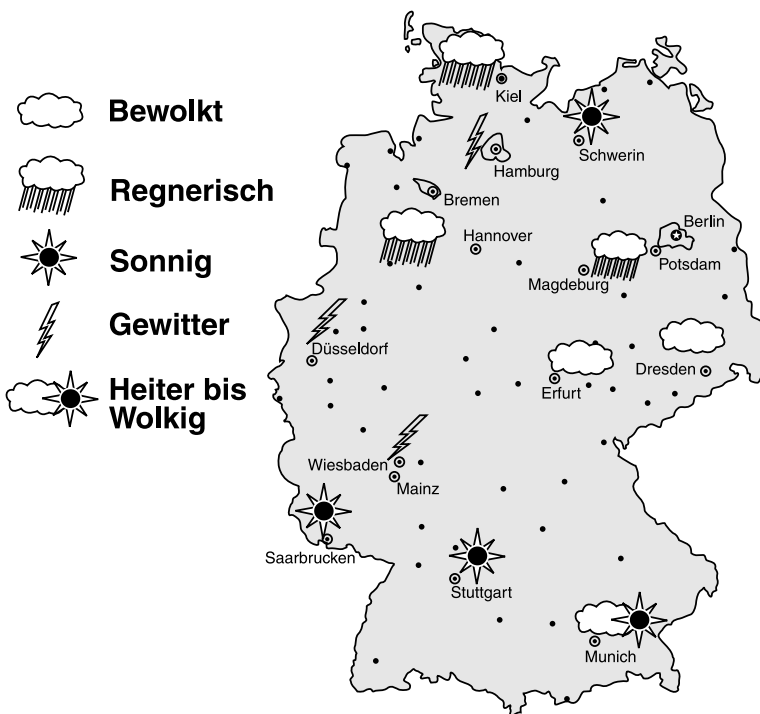 Bewolkt
Regnerisch
Sonnig
Gewitter
Heiter bis
Wolkig
Kiel
Hamburg
Schwerin
Bremen
Hannover
Berlin
Potsdam
Magdeburg
Düsseldorf
Erfurt
Dresden
Wiesbaden
Mainz
Saarbrucken
Stuttgart
Munich